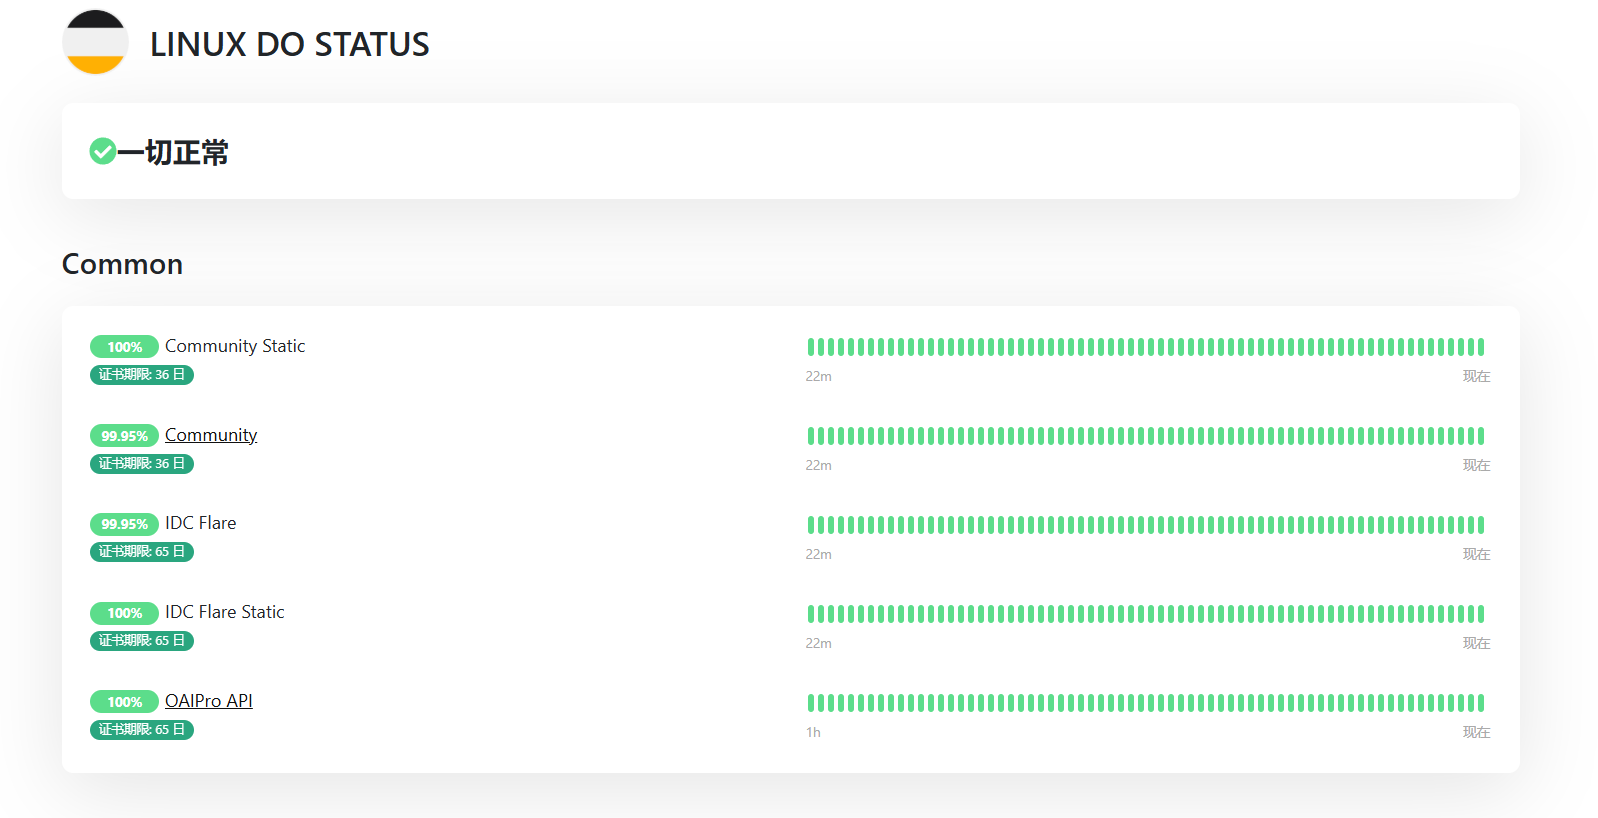 LINUX DO STATUS
一切正常
Common
100% Community Static
证书期限: 36 日
22m 现在
99.95% Community
证书期限: 36 日
22m 现在
99.95% IDC Flare
证书期限: 65 日
22m 现在
100% IDC Flare Static
证书期限: 65 日
22m 现在
100% OAIPro API
证书期限: 65 日
1h 现在